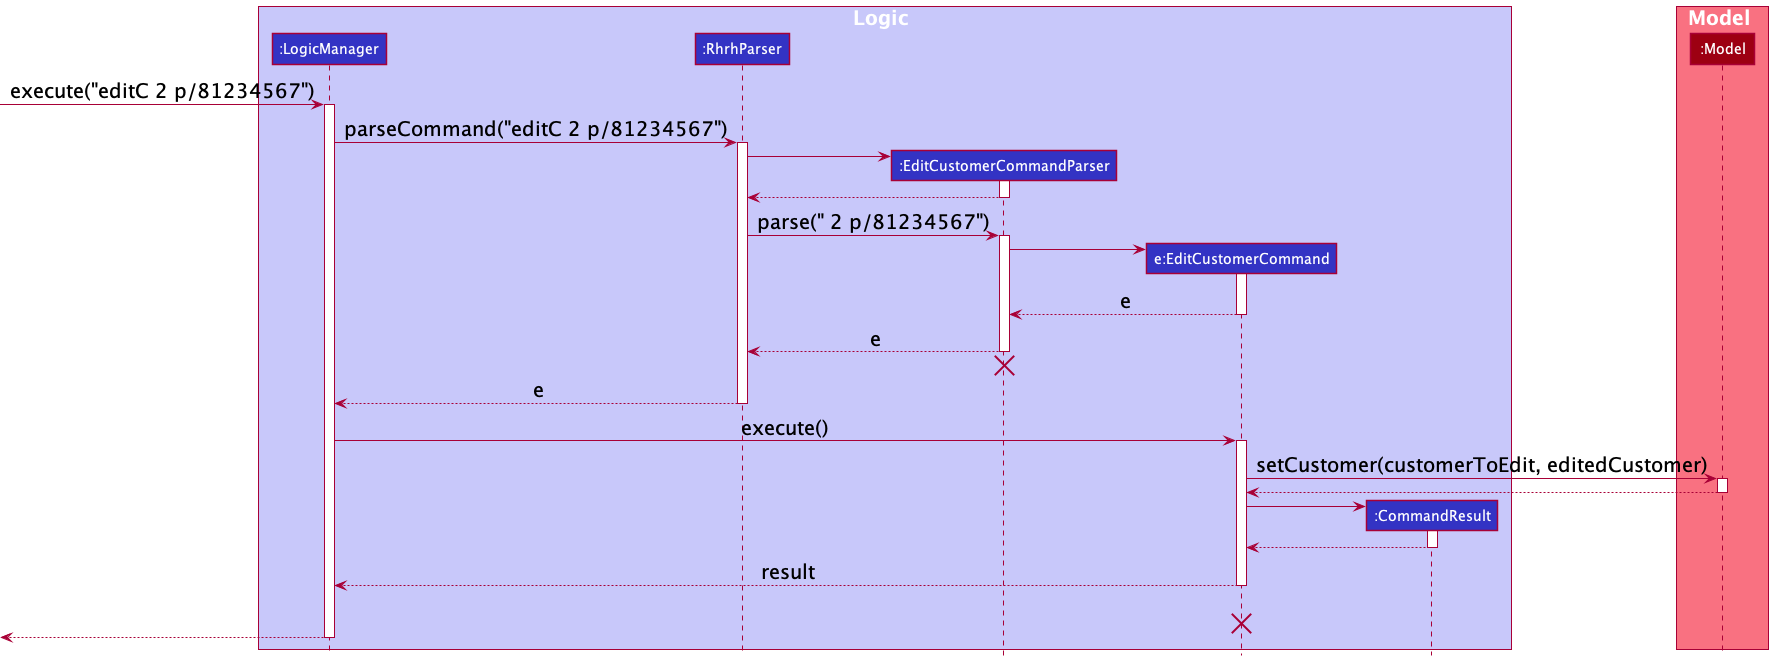 Logic
Model
:LogicManager
:RhrhParser
:Model
execute("editC 2 p/81234567")
parseCommand("editC 2 p/81234567")
:EditCustomerCommandParser
parse(" 2 p/81234567")
e:EditCustomerCommand
e
e
e
execute()
setCustomer(customerToEdit, editedCustomer)
:CommandResult
result